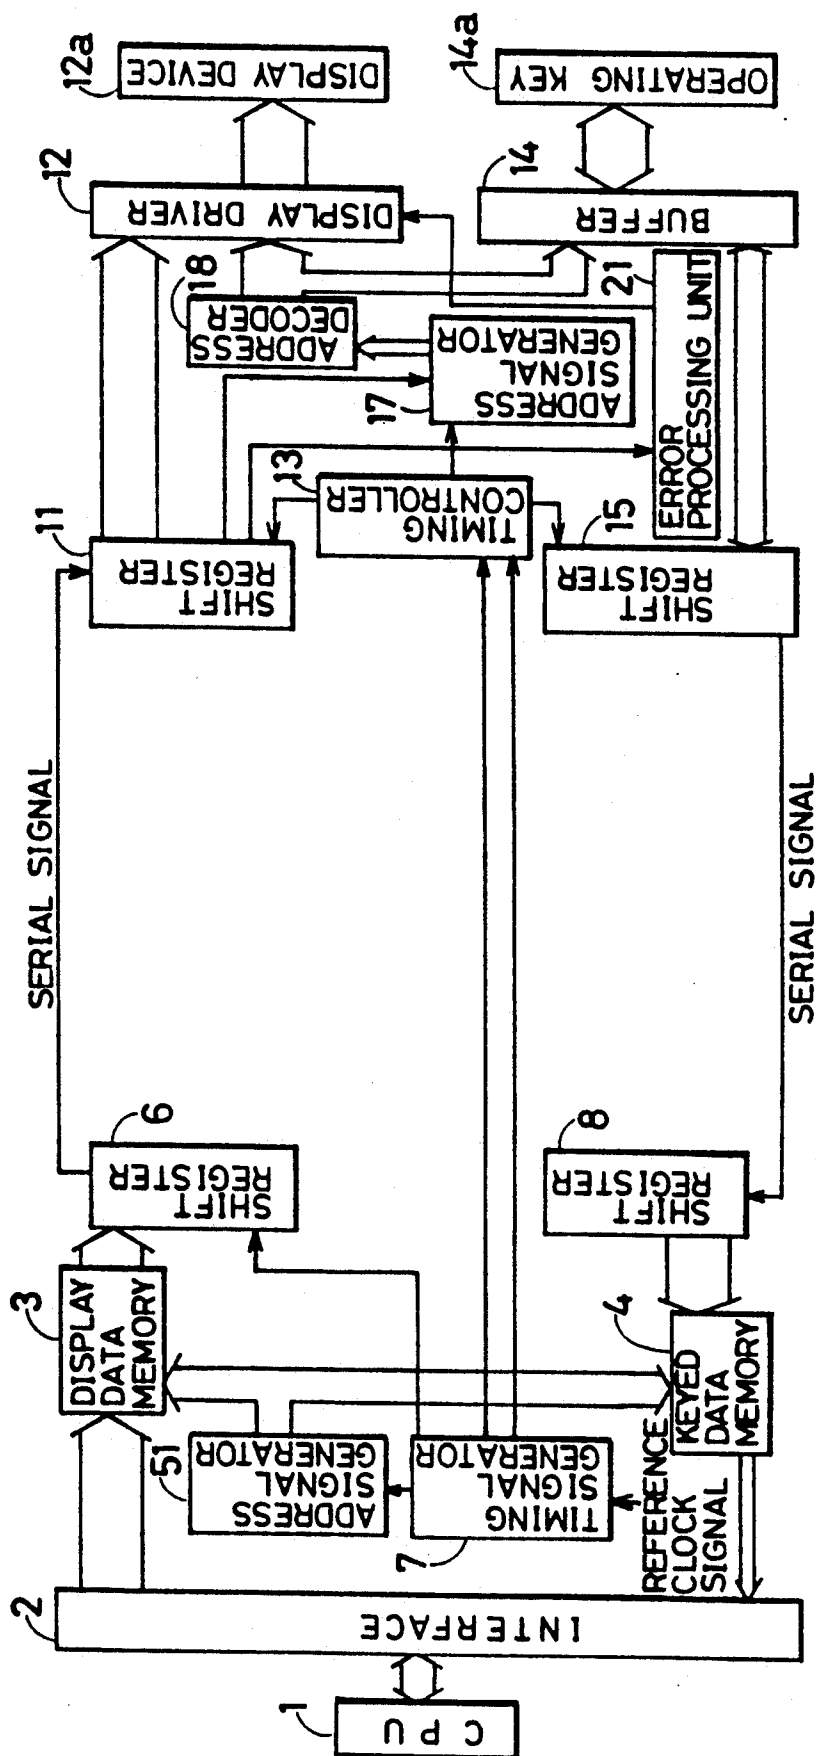 1
CPU
2
INTERFACE
3
DISPLAY
DATA
MEMORY
51
ADDRESS
SIGNAL
GENERATOR
7
TIMING
SIGNAL
GENERATOR
REFERENCE
CLOCK
SIGNAL
4
KEYED
DATA
MEMORY
6
SHIFT
REGISTER
8
SHIFT
REGISTER
SERIAL SIGNAL
SERIAL SIGNAL
11
SHIFT
REGISTER
13
TIMING
CONTROLLER
15
SHIFT
REGISTER
17
ADDRESS
SIGNAL
GENERATOR
18
ADDRESS
DECODER
21
ERROR
PROCESSING UNIT
12
DISPLAY DRIVER
14
BUFFER
12a
DISPLAY DEVICE
14a
OPERATING KEY